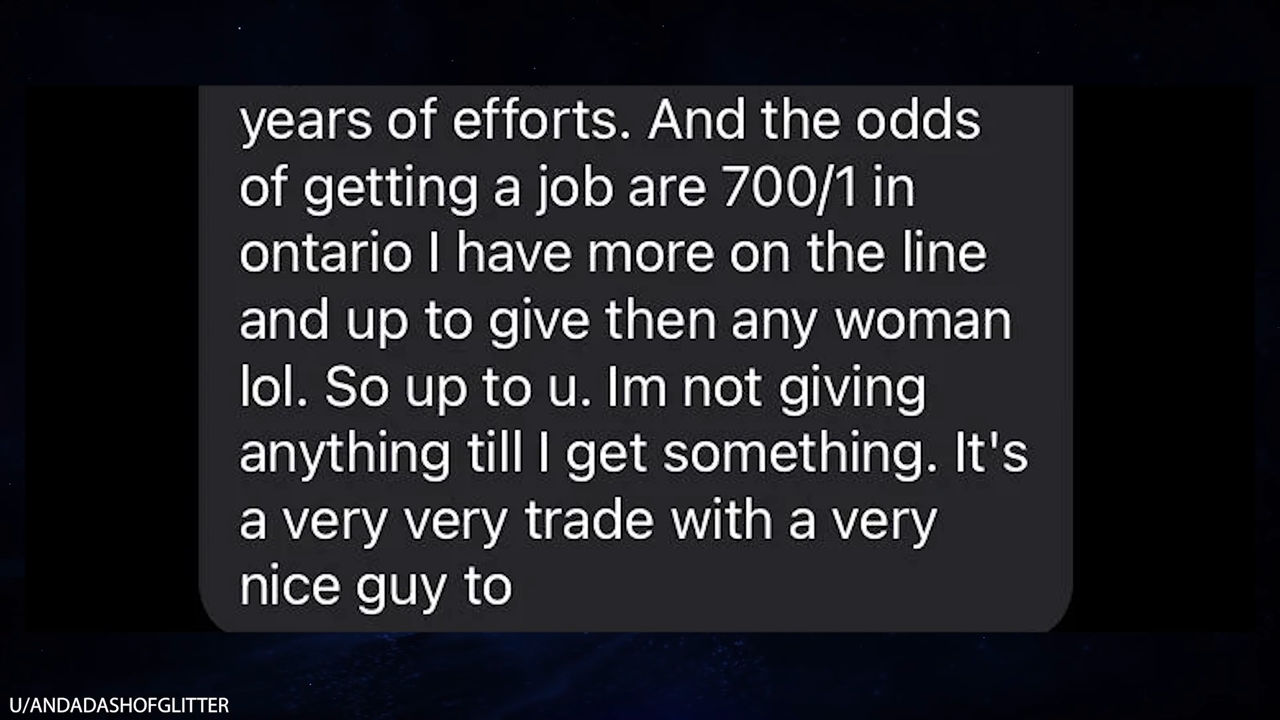 years of efforts. And the odds
of getting a job are 700/1 in
ontario I have more on the line
and up to give then any woman
lol. So up to u. Im not giving
anything till I get something. It's
a very very trade with a very
nice guy to
U/ANDADASHOFGLITTER